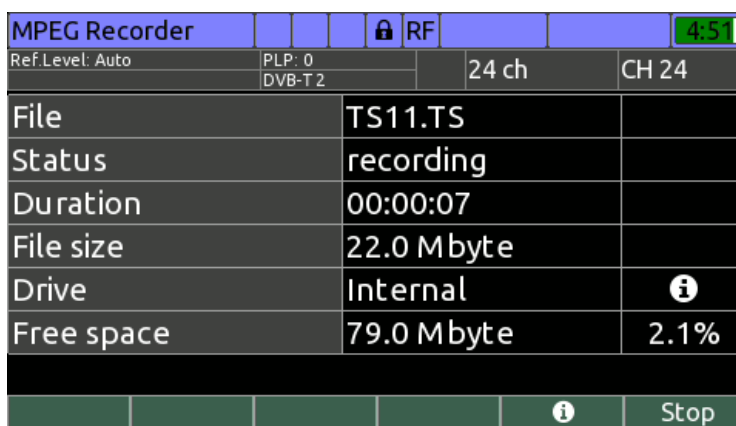 MPEG Recorder RF 4:51
Ref.Level: Auto PLP: 0 24 ch CH 24
DVB-T2
File TS11.TS
Status recording
Duration 00:00:07
File size 22.0 Mbyte
Drive Internal
Free space 79.0 Mbyte 2.1%
Stop